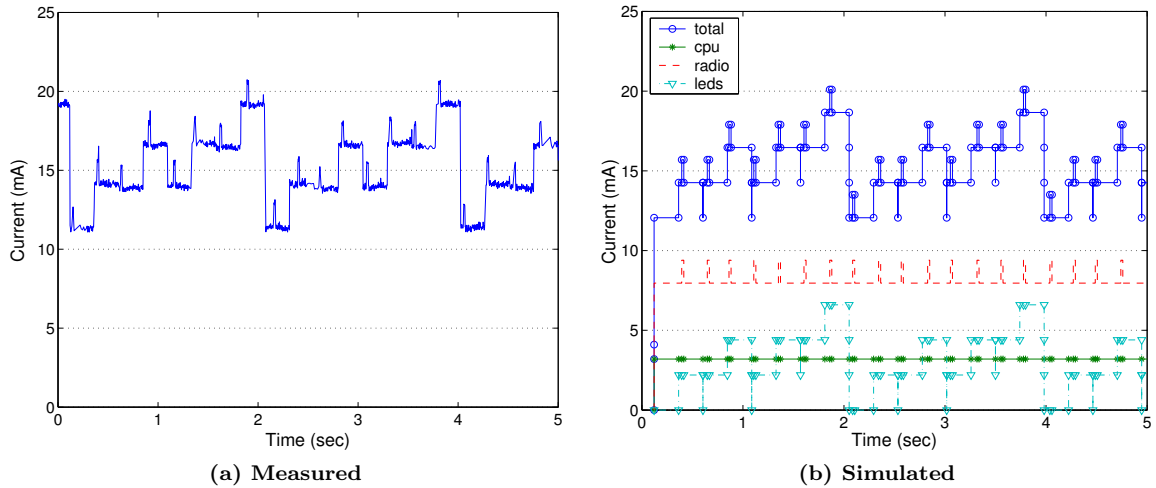 25
20
15
10
5
0
Current (mA)
0 1 2 3 4 5
Time (sec)
(a) Measured
25
20
15
10
5
0
Current (mA)
total
cpu
radio
leds
0 1 2 3 4 5
Time (sec)
(b) Simulated